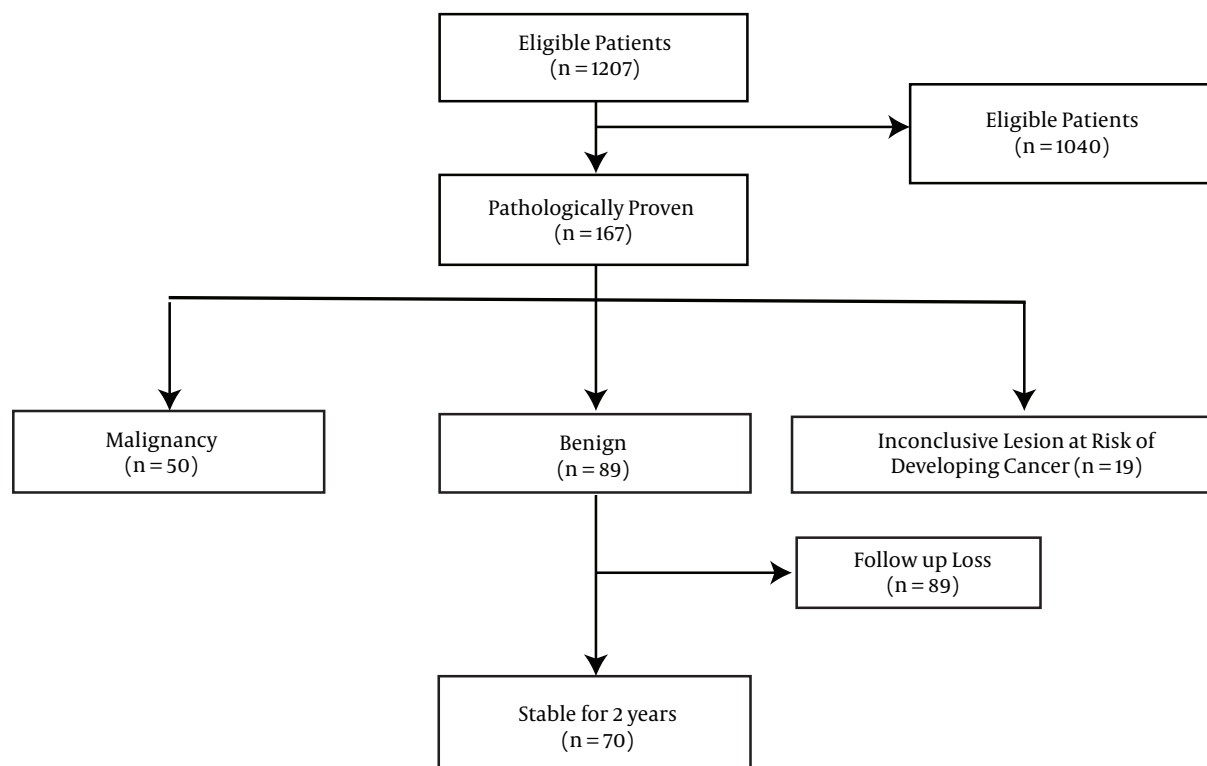 Eligible Patients
(n = 1207)
Eligible Patients
(n = 1040)
Pathologically Proven
(n = 167)
Malignancy
(n = 50)
Benign
(n = 89)
Inconclusive Lesion at Risk of
Developing Cancer (n = 19)
Follow up Loss
(n = 89)
Stable for 2 years
(n = 70)